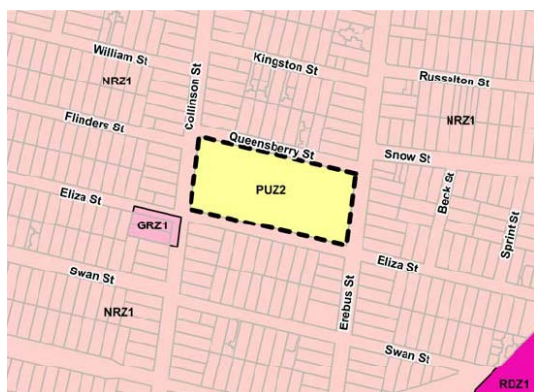 William St
Kingston St
NRZ1
Collinson St
Russelton St
Flinders St
NRZ1
Queensberry St
Snow St
PUZ2
Beck St
Eliza St
GRZ1
Sprint St
Eliza St
Swan St
Erebus St
NRZ1
Swan St
RDZ1